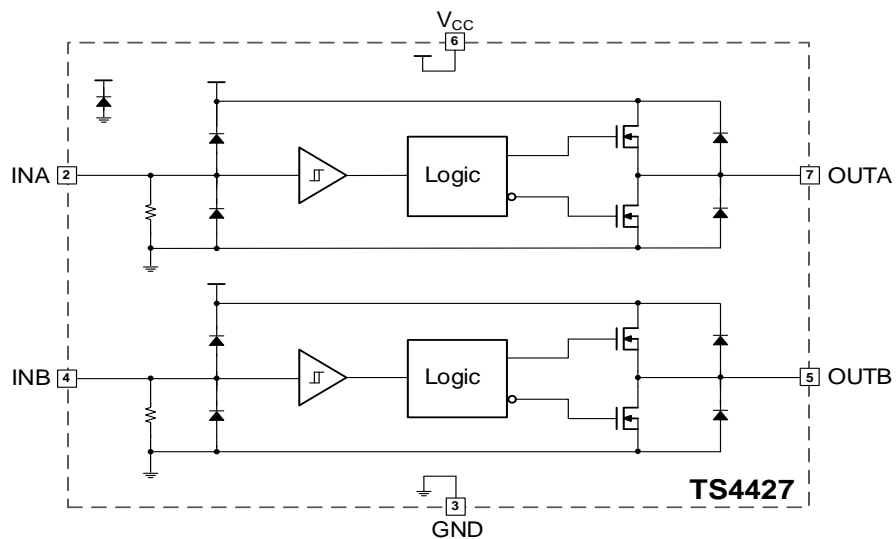 VCC
6
INA
2
Logic
7
OUTA
INB
4
Logic
5
OUTB
TS4427
3
GND